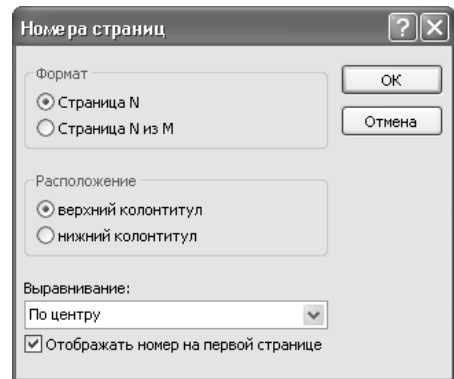 Номера страниц
Формат
Страница N
Страница N из M
ОК
Отмена
Расположение
верхний колонтитул
нижний колонтитул
Выравнивание:
По центру
Отображать номер на первой странице